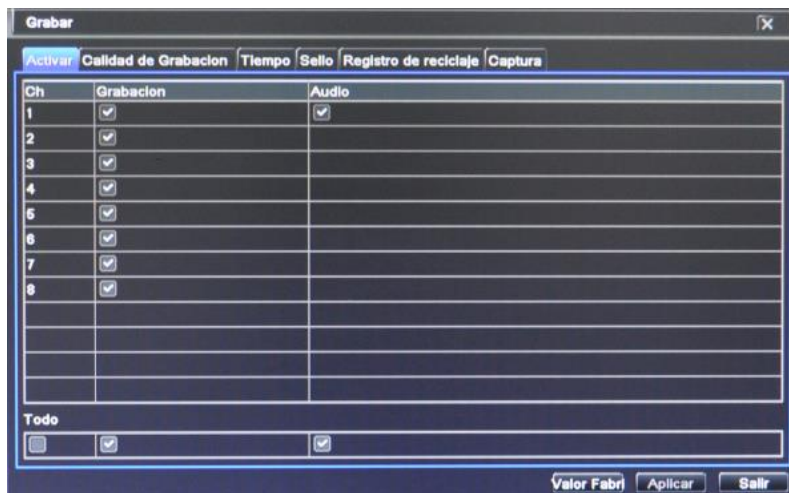 Grabar
Activar Calidad de Grabacion Tiempo Sello Registro de reciclaje Captura
Ch Grabacion Audio
1
2
3
4
5
6
7
8
Todo
Valor Fabri Aplicar Salir